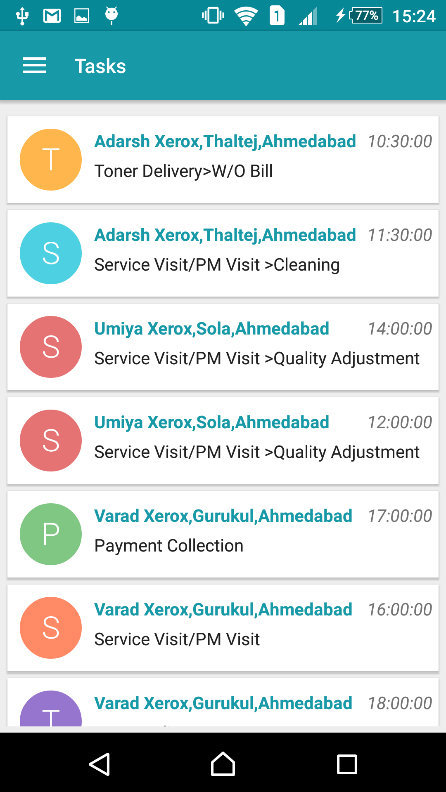 1 77% 15:24
Tasks
T Adarsh Xerox,Thaltej,Ahmedabad 10:30:00
Toner Delivery>W/O Bill
S Adarsh Xerox,Thaltej,Ahmedabad 11:30:00
Service Visit/PM Visit >Cleaning
S Umiya Xerox,Sola,Ahmedabad 14:00:00
Service Visit/PM Visit >Quality Adjustment
S Umiya Xerox,Sola,Ahmedabad 12:00:00
Service Visit/PM Visit >Quality Adjustment
P Varad Xerox,Gurukul,Ahmedabad 17:00:00
Payment Collection
S Varad Xerox,Gurukul,Ahmedabad 16:00:00
Service Visit/PM Visit
T Varad Xerox,Gurukul,Ahmedabad 18:00:00